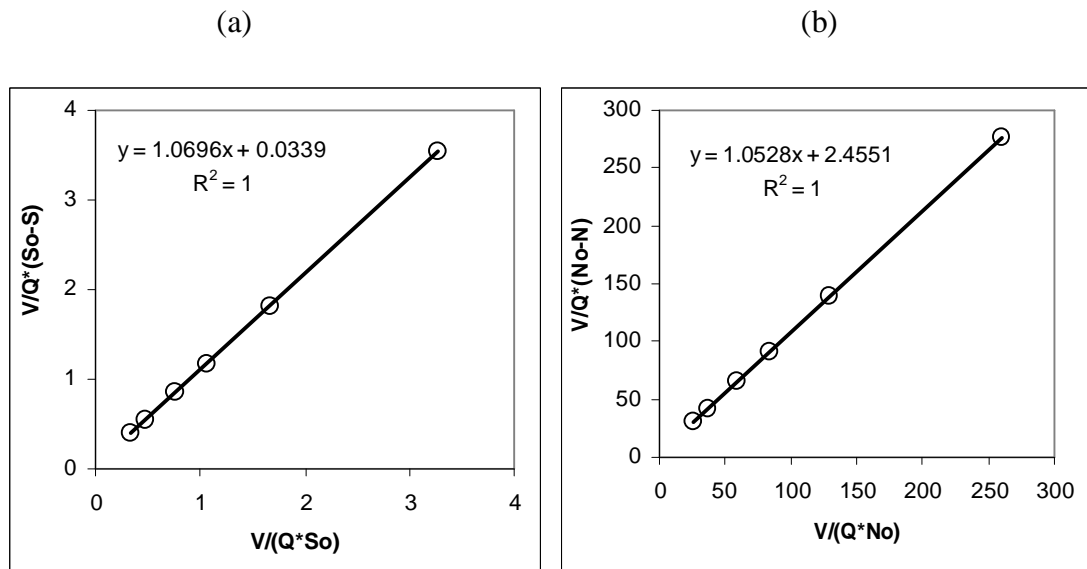 (a)
(b)
4
3
2
1
0
y = 1.0696x + 0.0339
R² = 1
V/Q*(So-S)
0 1 2 3 4
V/(Q*So)
300
250
200
150
100
50
0
y = 1.0528x + 2.4551
R² = 1
V/Q*(No-N)
0 50 100 150 200 250 300
V/(Q*No)